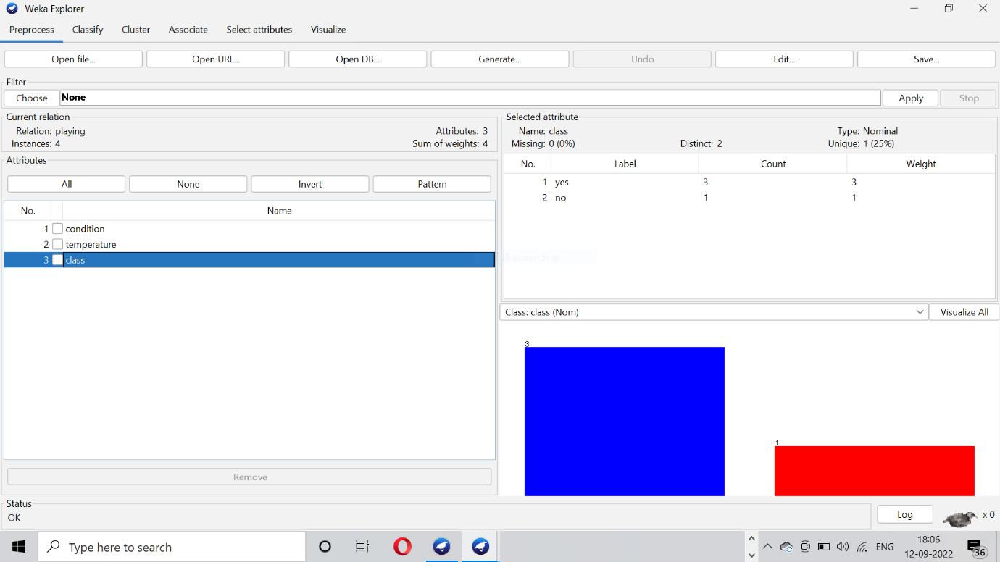 Weka Explorer
Preprocess Classify Cluster Associate Select attributes Visualize
Open file... Open URL... Open DB... Generate... Undo Edit... Save...
Filter
Choose None Apply Stop
Current relation
Relation: playing Attributes: 3
Instances: 4 Sum of weights: 4
Attributes
All None Invert Pattern
No. Name
1 condition
2 temperature
3 class
Remove
Selected attribute
Name: class Type: Nominal
Missing: 0 (0%) Distinct: 2 Unique: 1 (25%)
No. Label Count Weight
1 yes 3 3
2 no 1 1
Class: class (Nom) Visualize All
3
1
Status
OK
Log x 0
Type here to search
ENG
18:06
12-09-2022
36